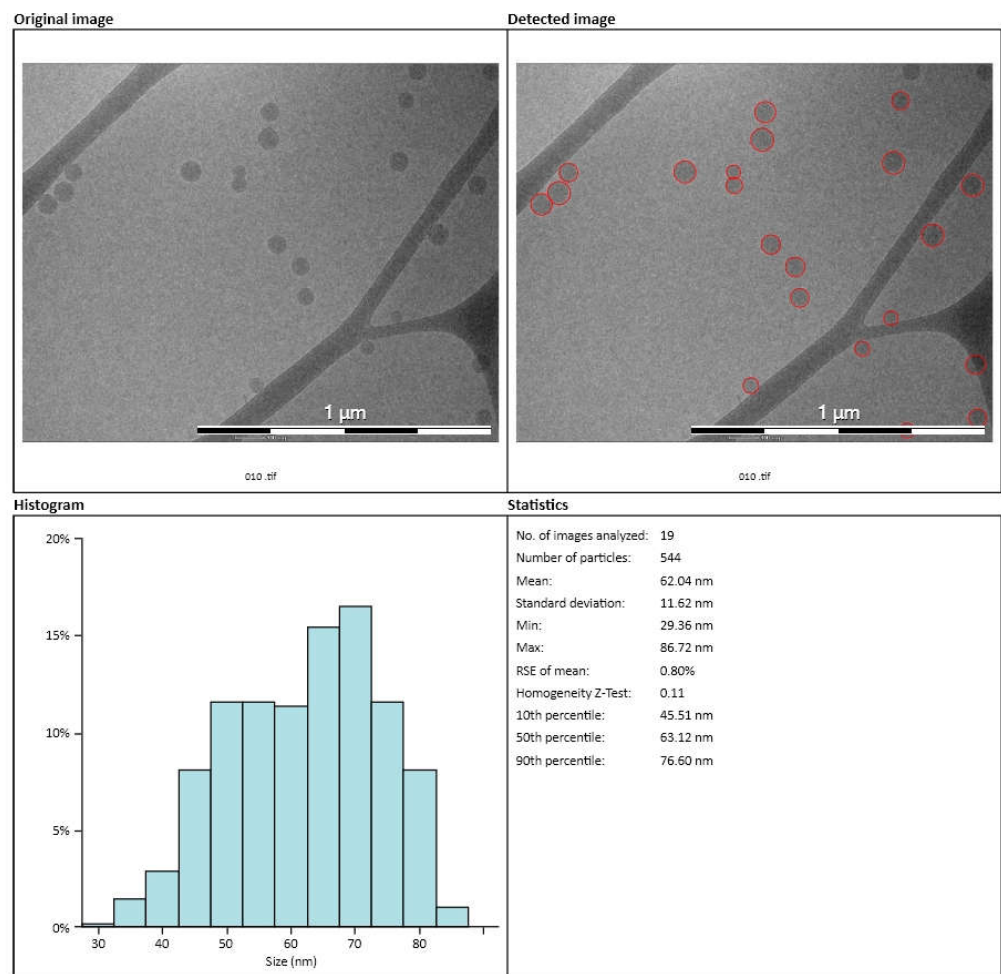 Original image
Detected image
1 µm
1 µm
010 .tif
010 .tif
Histogram
Statistics
20%
15%
10%
5%
0%
30 40 50 60 70 80
Size (nm)
No. of images analyzed: 19
Number of particles: 544
Mean: 62.04 nm
Standard deviation: 11.62 nm
Min: 29.36 nm
Max: 86.72 nm
RSE of mean: 0.80%
Homogeneity Z-Test: 0.11
10th percentile: 45.51 nm
50th percentile: 63.12 nm
90th percentile: 76.60 nm